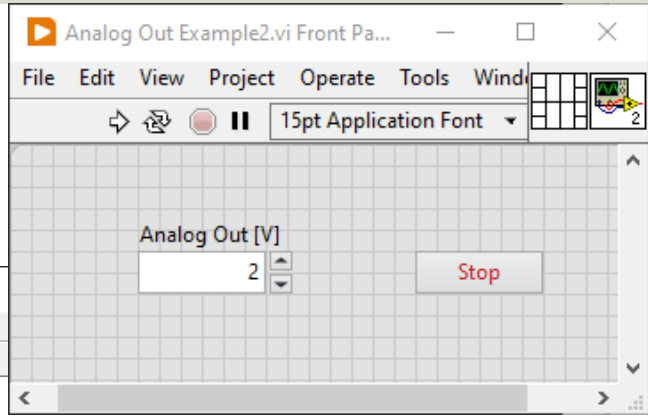 Analog Out Example2.vi Front Pa...
File Edit View Project Operate Tools
15pt Application Font
2
Analog Out [V]
2
Stop